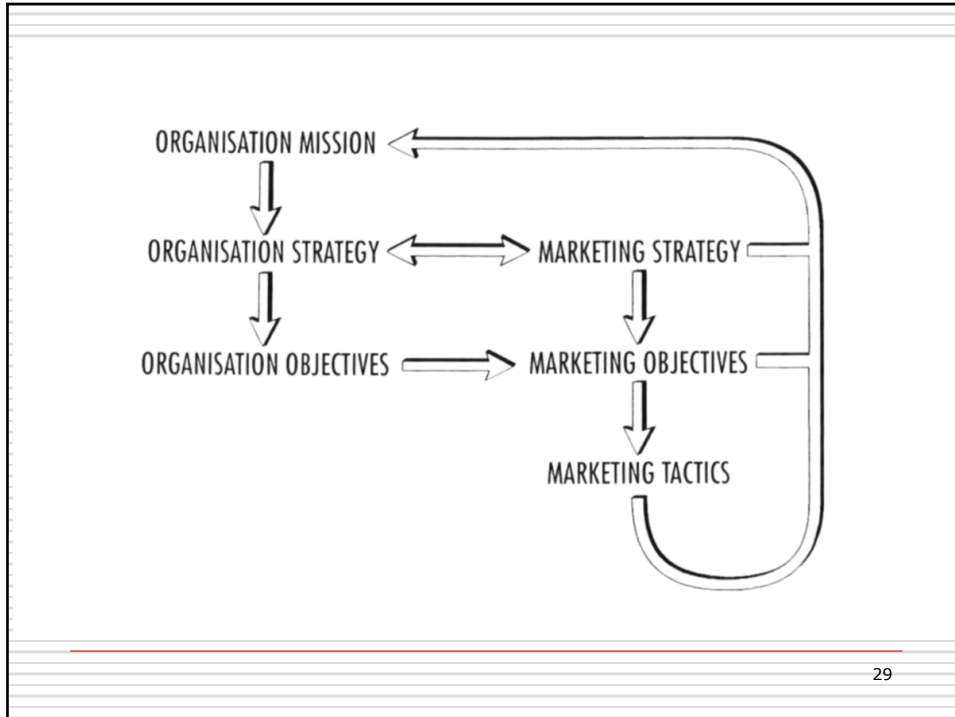 ORGANISATION MISSION
ORGANISATION STRATEGY
MARKETING STRATEGY
ORGANISATION OBJECTIVES
MARKETING OBJECTIVES
MARKETING TACTICS
29